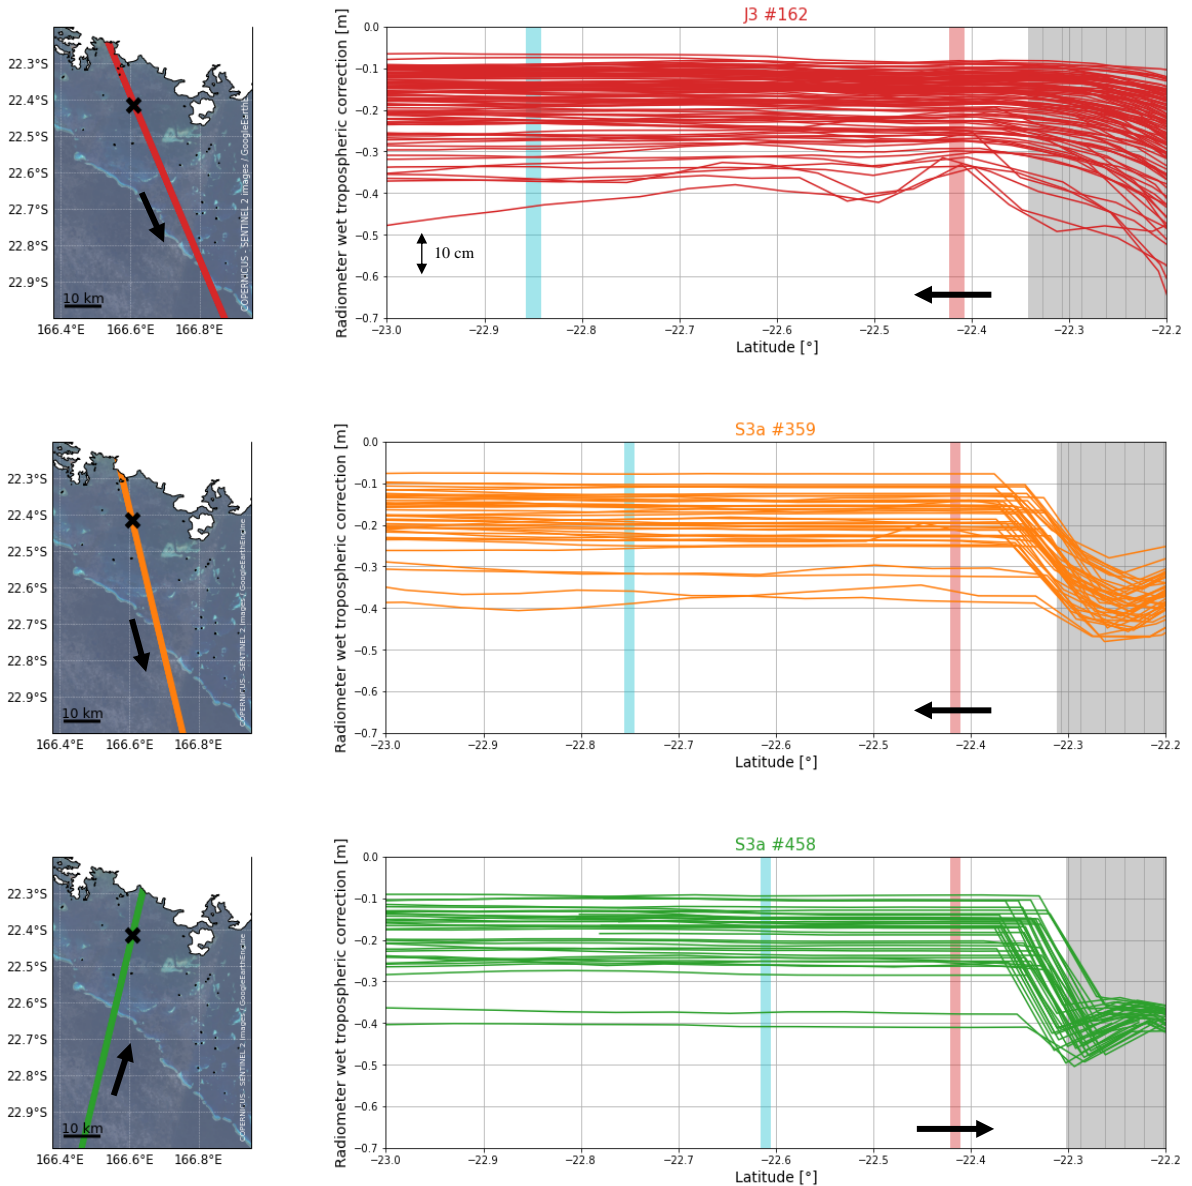 J3 #162
22.3°S
22.4°S
22.5°S
22.6°S
22.7°S
22.8°S
22.9°S
10 km
166.4°E 166.6°E 166.8°E
COPERNICUS - SENTINEL 2 images / GoogleEarthEngine
Radiometer wet tropospheric correction [m]
0.0
−0.1
−0.2
−0.3
−0.4
−0.5
−0.6
−0.7
10 cm
−23.0 −22.9 −22.8 −22.7 −22.6 −22.5 −22.4 −22.3 −22.2
Latitude [°]
S3a #359
22.3°S
22.4°S
22.5°S
22.6°S
22.7°S
22.8°S
22.9°S
10 km
166.4°E 166.6°E 166.8°E
COPERNICUS - SENTINEL 2 images / GoogleEarthEngine
Radiometer wet tropospheric correction [m]
0.0
−0.1
−0.2
−0.3
−0.4
−0.5
−0.6
−0.7
−23.0 −22.9 −22.8 −22.7 −22.6 −22.5 −22.4 −22.3 −22.2
Latitude [°]
S3a #458
22.3°S
22.4°S
22.5°S
22.6°S
22.7°S
22.8°S
22.9°S
10 km
166.4°E 166.6°E 166.8°E
COPERNICUS - SENTINEL 2 images / GoogleEarthEngine
Radiometer wet tropospheric correction [m]
0.0
−0.1
−0.2
−0.3
−0.4
−0.5
−0.6
−0.7
−23.0 −22.9 −22.8 −22.7 −22.6 −22.5 −22.4 −22.3 −22.2
Latitude [°]